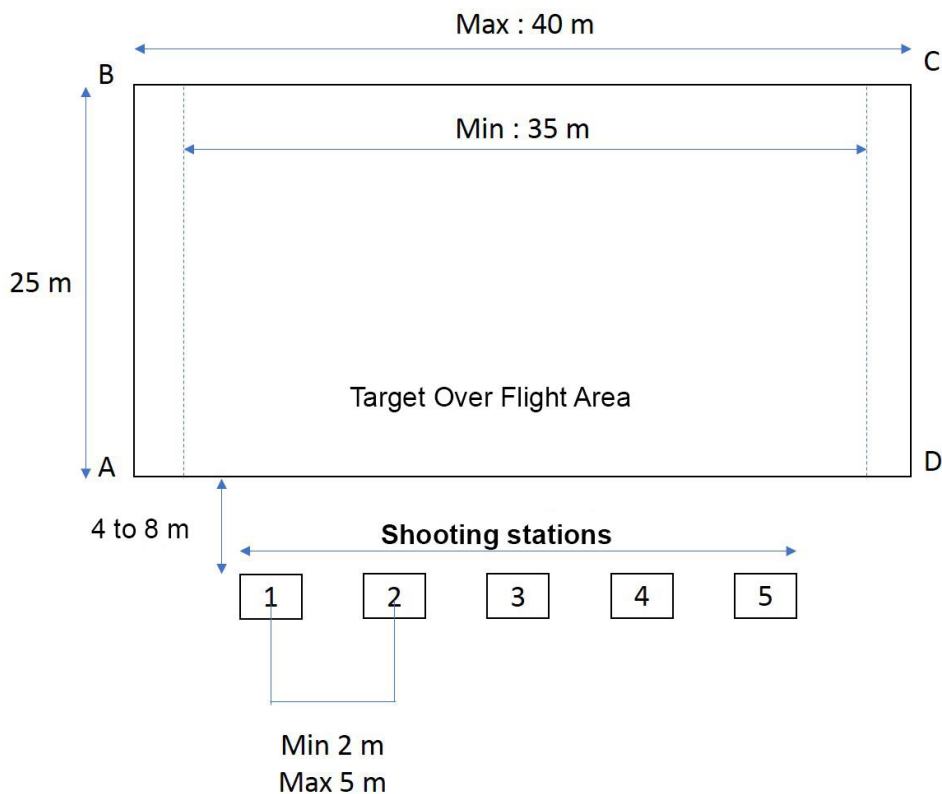 Max : 40 m
B
C
Min : 35 m
25 m
Target Over Flight Area
A
D
4 to 8 m
Shooting stations
1 2 3 4 5
Min 2 m
Max 5 m